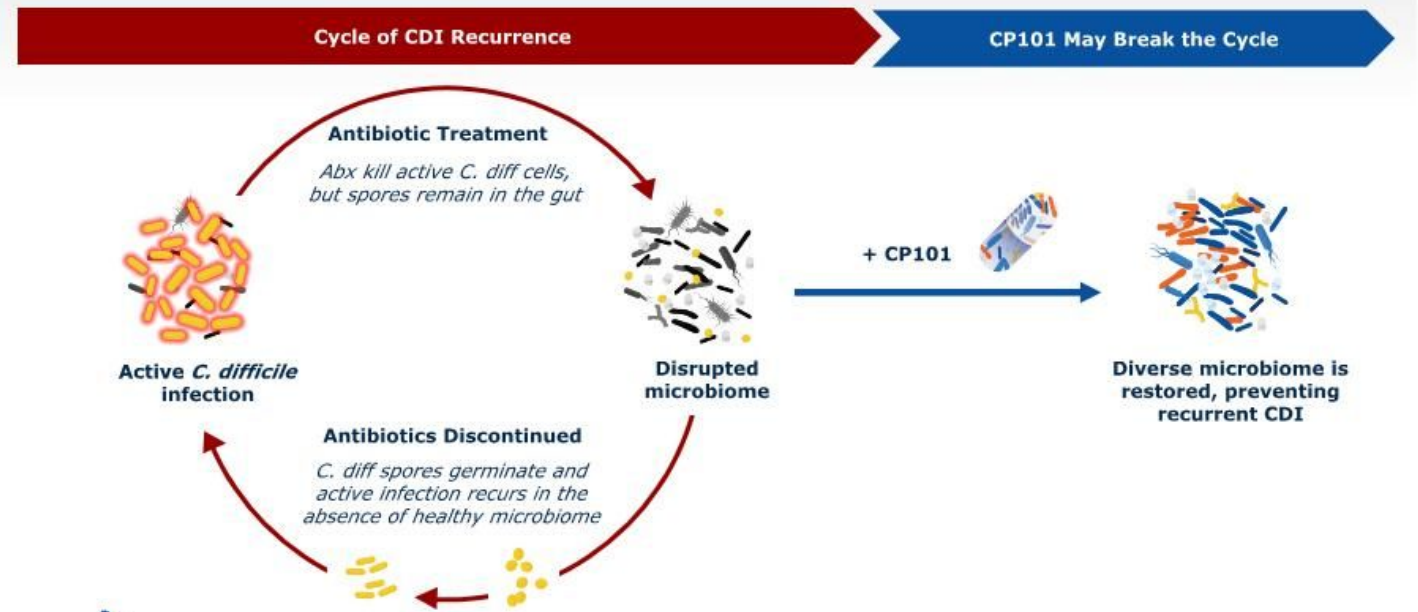 Cycle of CDI Recurrence
CP101 May Break the Cycle
Antibiotic Treatment
Abx kill active C. diff cells,
but spores remain in the gut
+ CP101
Active C. difficile
infection
Disrupted
microbiome
Diverse microbiome is
restored, preventing
recurrent CDI
Antibiotics Discontinued
C. diff spores germinate and
active infection recurs in the
absence of healthy microbiome